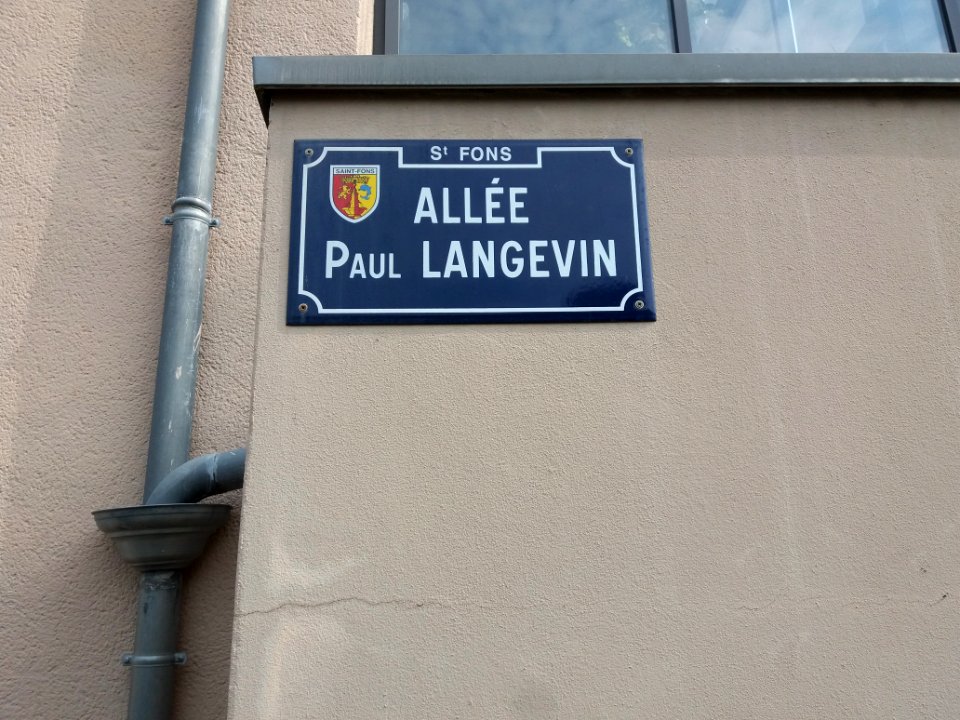 St FONS
SAINT-FONS
ALLÉE
PAUL LANGEVIN